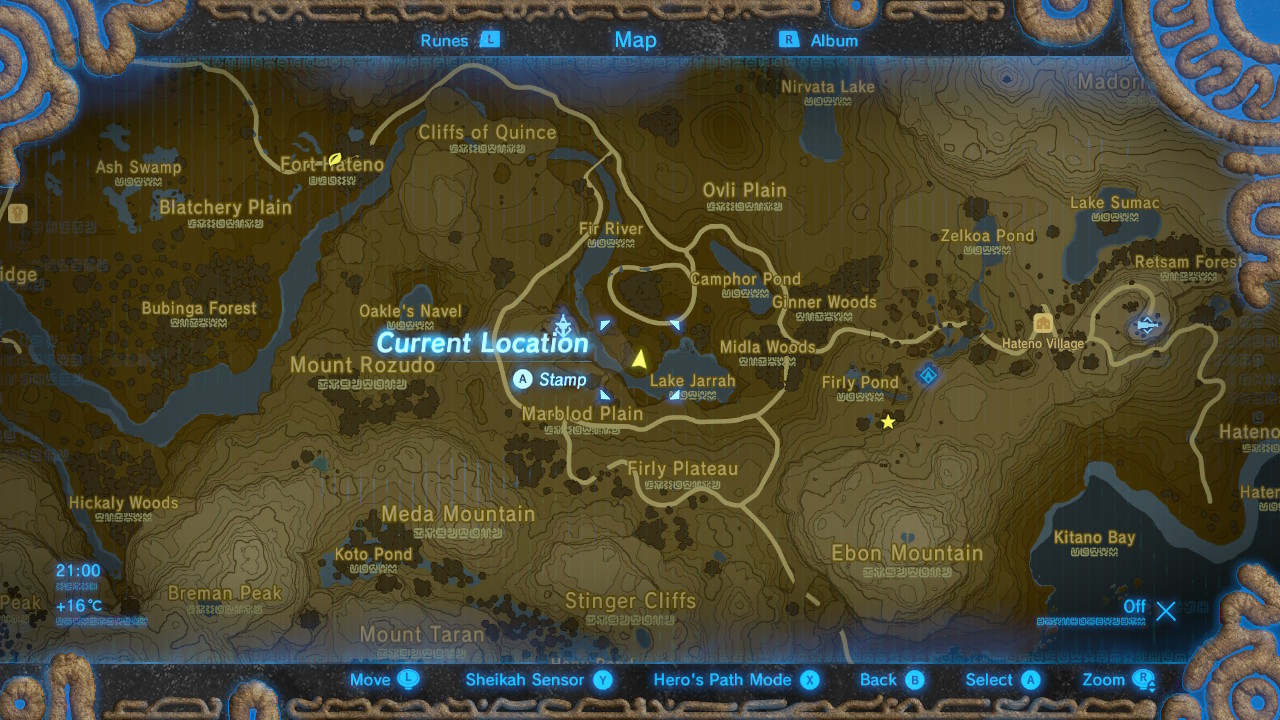 Runes L
Map
R Album
Nirvata Lake
Cliffs of Quince
Ash Swamp
Fort Hateno
Ovli Plain
Blatchery Plain
Lake Sumac
Fir River
Zelkoa Pond
Retsam Forest
Camphor Pond
Bubinga Forest
Oakle's Navel
Ginner Woods
Current Location
Hateno Village
Midla Woods
Mount Rozudo
A Stamp
Lake Jarrah
Firly Pond
Marblod Plain
Hateno
Firly Plateau
Hickaly Woods
Meda Mountain
Kitano Bay
Koto Pond
Ebon Mountain
21:00
Breman Peak
+16°C
Peak
Stinger Cliffs
Off
Mount Taran
Move L
Sheikah Sensor Y
Hero's Path Mode X
Back B
Select A
Zoom R